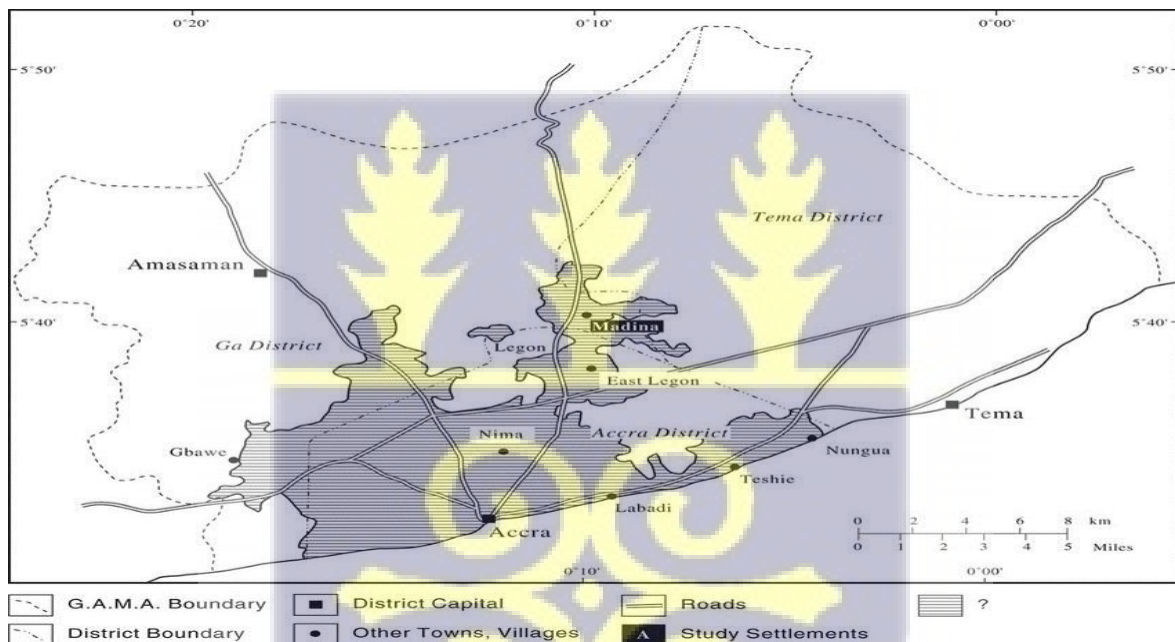 0°20' 0°10' 0°00'
5°50' 5°50'
Tema District
Amasaman
5°40' 5°40'
Madina
Ga District
Legon
East Legon
Tema
Nima
Accra District
Gbawe
Nungua
Teshie
Labadi
Accra
0 2 4 6 8 km
0 1 2 3 4 5 Miles
0°10' 0°00'
G.A.M.A. Boundary District Capital Roads ?
District Boundary Other Towns, Villages A Study Settlements